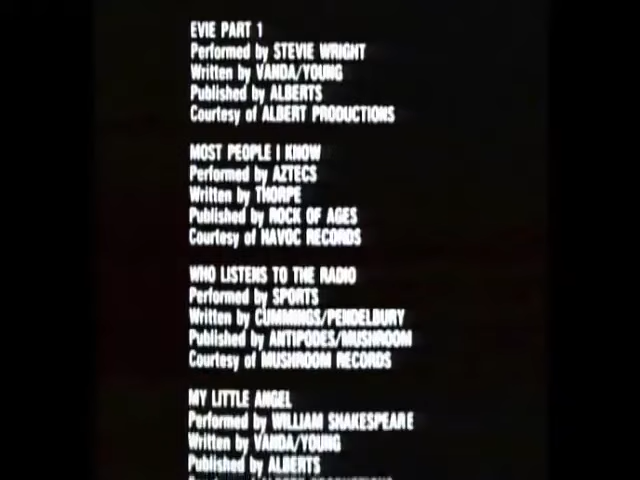 EVIE PART 1
Performed by STEVIE WRIGHT
Written by VANDA/YOUNG
Published by ALBERTS
Courtesy of ALBERT PRODUCTIONS
MOST PEOPLE I KNOW
Performed by AZTECS
Written by THORPE
Published by ROCK OF AGES
Courtesy of HAVOC RECORDS
WHO LISTENS TO THE RADIO
Performed by SPORTS
Written by CUMMINGS/PENDELBURY
Published by ANTIPODES/MUSHROOM
Courtesy of MUSHROOM RECORDS
MY LITTLE ANGEL
Performed by WILLIAM SHAKESPEARE
Written by VANDA/YOUNG
Published by ALBERTS